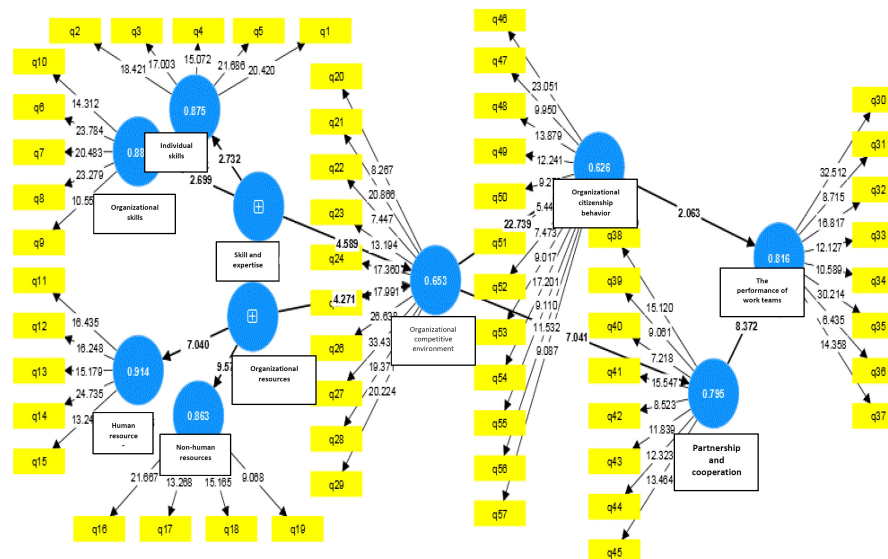 q2
q3
q4
q5
q1
18.421
17.003
15.072
21.686
20.420
0.875
Individual
skills
q10
q6
q7
q8
q9
14.312
23.784
20.483
23.279
Organizational
skills
2.732
2.699
Skill and
expertise
4.589
q11
q12
q13
q14
q15
16.435
16.248
15.179
24.735
0.914
Human
resource
-
7.040
Organizational
resources
4.271
0.863
Non-human
resources
21.667
13.268
15.165
9.068
q16
q17
q18
q19
q20
q21
q22
q23
q24
q26
q27
q28
q29
8.267
20.866
7.447
13.194
17.360
17.991
26.638
19.371
20.224
0.653
Organizational
competitive
environment
22.739
7.041
q46
q47
q48
q49
q50
q51
q52
q53
q54
q55
q56
q57
23.051
9.950
13.879
12.241
7.473
9.017
17.201
9.110
11.532
9.087
0.626
Organizational
citizenship
behavior
2.063
q38
q39
q40
q41
q42
q43
q44
q45
15.120
9.061
7.218
15.547
8.523
11.839
12.323
13.464
0.795
Partnership
and
cooperation
8.372
0.816
The
performance of
work teams
q30
q31
q32
q33
q34
q35
q36
q37
32.512
8.715
16.817
12.127
10.589
30.214
6.435
14.358